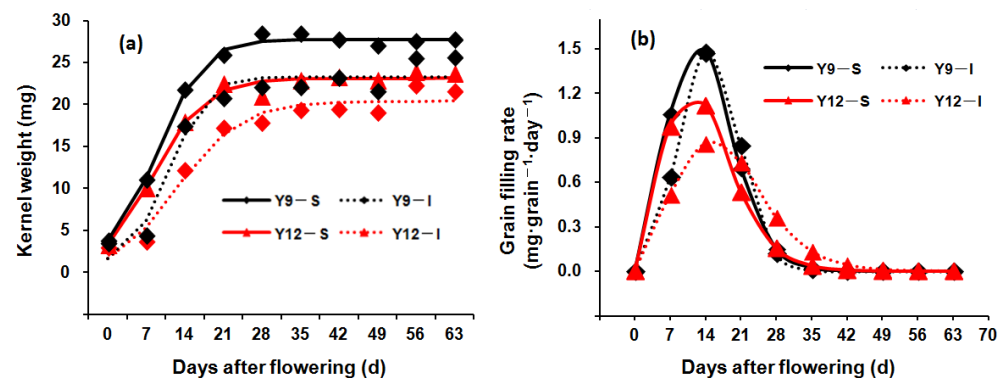 (a)
Kernel weight (mg)
30
25
20
15
10
5
0
Y9－S
Y9－I
Y12－S
Y12－I
0 7 14 21 28 35 42 49 56 63
Days after flowering (d)
(b)
Grain filling rate
(mg·grain⁻¹·day⁻¹)
1.5
1.2
0.9
0.6
0.3
0.0
Y9－S
Y9－I
Y12－S
Y12－I
0 7 14 21 28 35 42 49 56 63 70
Days after flowering (d)